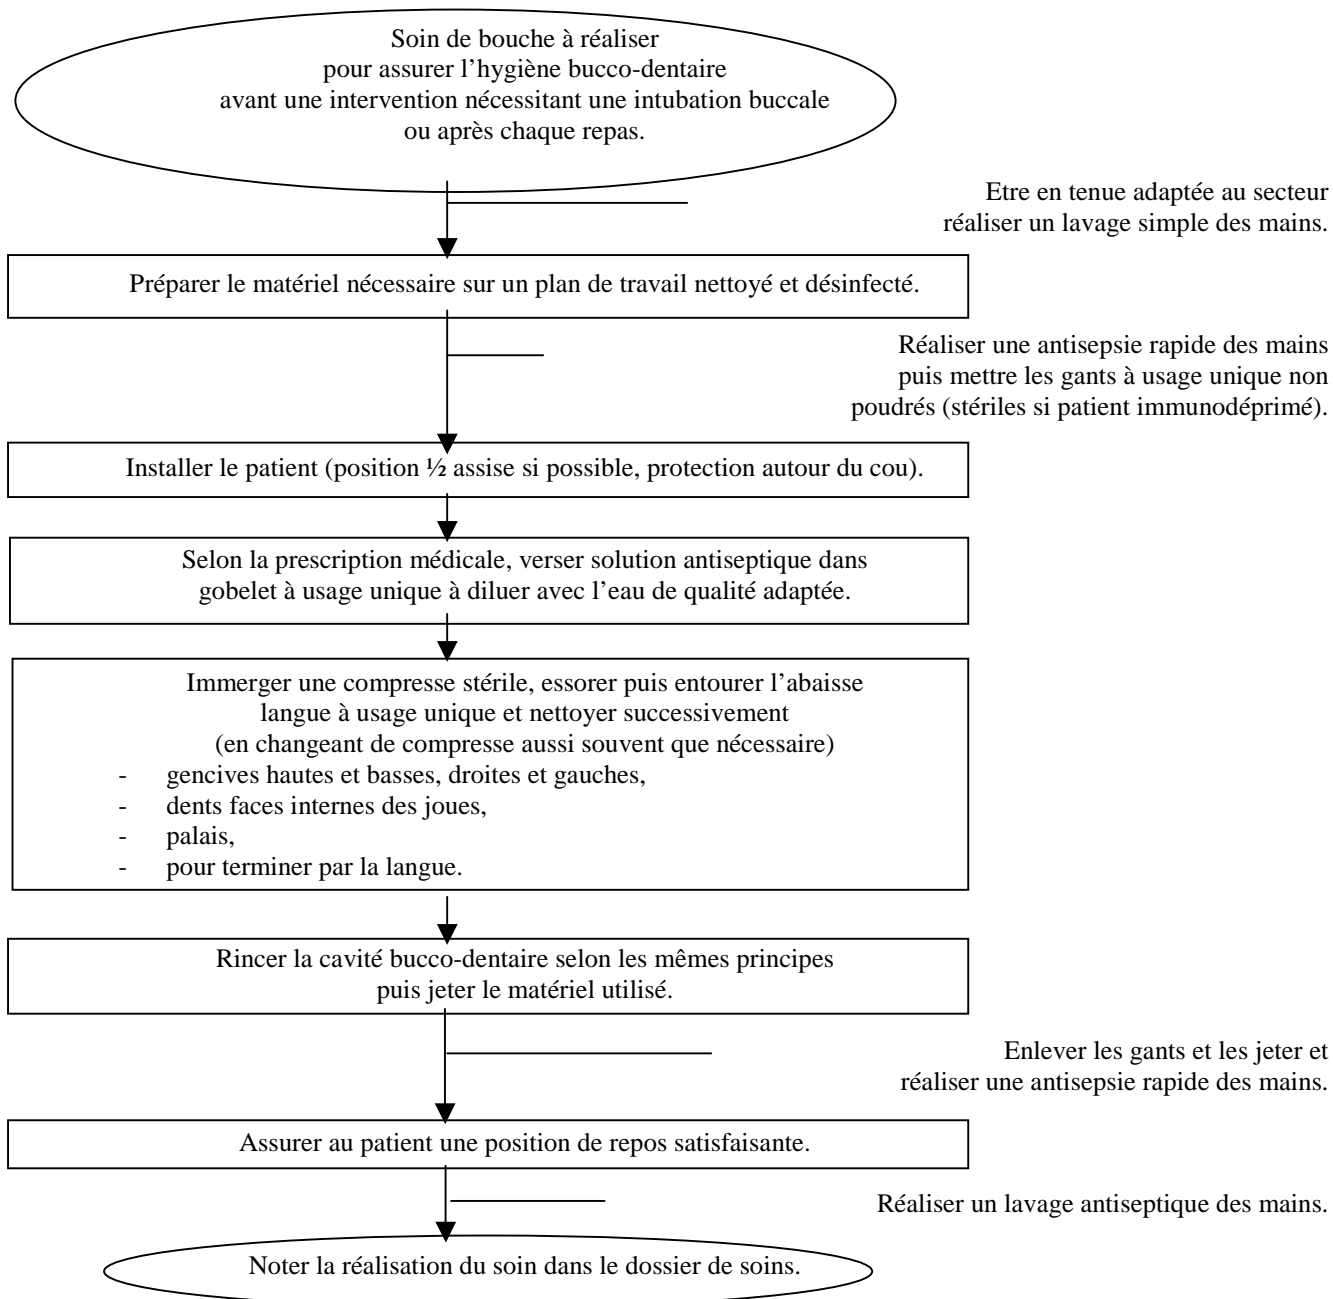 Soin de bouche à réaliser
pour assurer l’hygiène bucco-dentaire
avant une intervention nécessitant une intubation buccale
ou après chaque repas.
Etre en tenue adaptée au secteur
réaliser un lavage simple des mains.
Préparer le matériel nécessaire sur un plan de travail nettoyé et désinfecté.
Réaliser une antisepsie rapide des mains
puis mettre les gants à usage unique non
poudrés (stériles si patient immunodéprimé).
Installer le patient (position ½ assise si possible, protection autour du cou).
Selon la prescription médicale, verser solution antiseptique dans
gobelet à usage unique à diluer avec l’eau de qualité adaptée.
Immerger une compresse stérile, essorer puis entourer l’abaisse
langue à usage unique et nettoyer successivement
(en changeant de compresse aussi souvent que nécessaire)
- gencives hautes et basses, droites et gauches,
- dents faces internes des joues,
- palais,
- pour terminer par la langue.
Rincer la cavité bucco-dentaire selon les mêmes principes
puis jeter le matériel utilisé.
Enlever les gants et les jeter et
réaliser une antisepsie rapide des mains.
Assurer au patient une position de repos satisfaisante.
Réaliser un lavage antiseptique des mains.
Noter la réalisation du soin dans le dossier de soins.